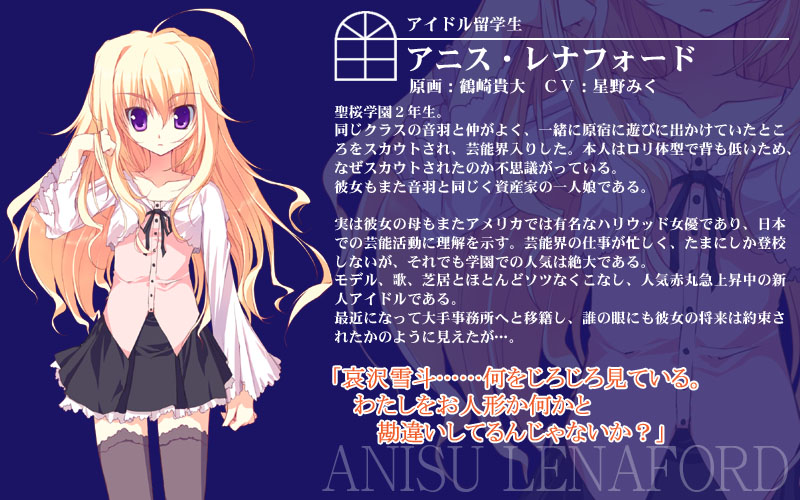 アイドル留学生
アニス・レナフォード
原画：鶴崎貴大　ＣＶ：星野みく
聖桜学園２年生。
同じクラスの音羽と仲がよく、一緒に原宿に遊びに出かけていたとこ
ろをスカウトされ、芸能界入りした。本人はロリ体型で背も低いため、
なぜスカウトされたのか不思議がっている。
彼女もまた音羽と同じく資産家の一人娘である。
実は彼女の母もまたアメリカでは有名なハリウッド女優であり、日本
での芸能活動に理解を示す。芸能界の仕事が忙しく、たまにしか登校
しないが、それでも学園での人気は絶大である。
モデル、歌、芝居とほとんどソツなくこなし、人気赤丸急上昇中の新
人アイドルである。
最近になって大手事務所へと移籍し、誰の眼にも彼女の将来は約束さ
れたかのように見えたが…。
「哀沢雪斗……何をじろじろ見ている。
わたしをお人形か何かと
勘違いしてるんじゃないか？」
ANISU LENAFORD